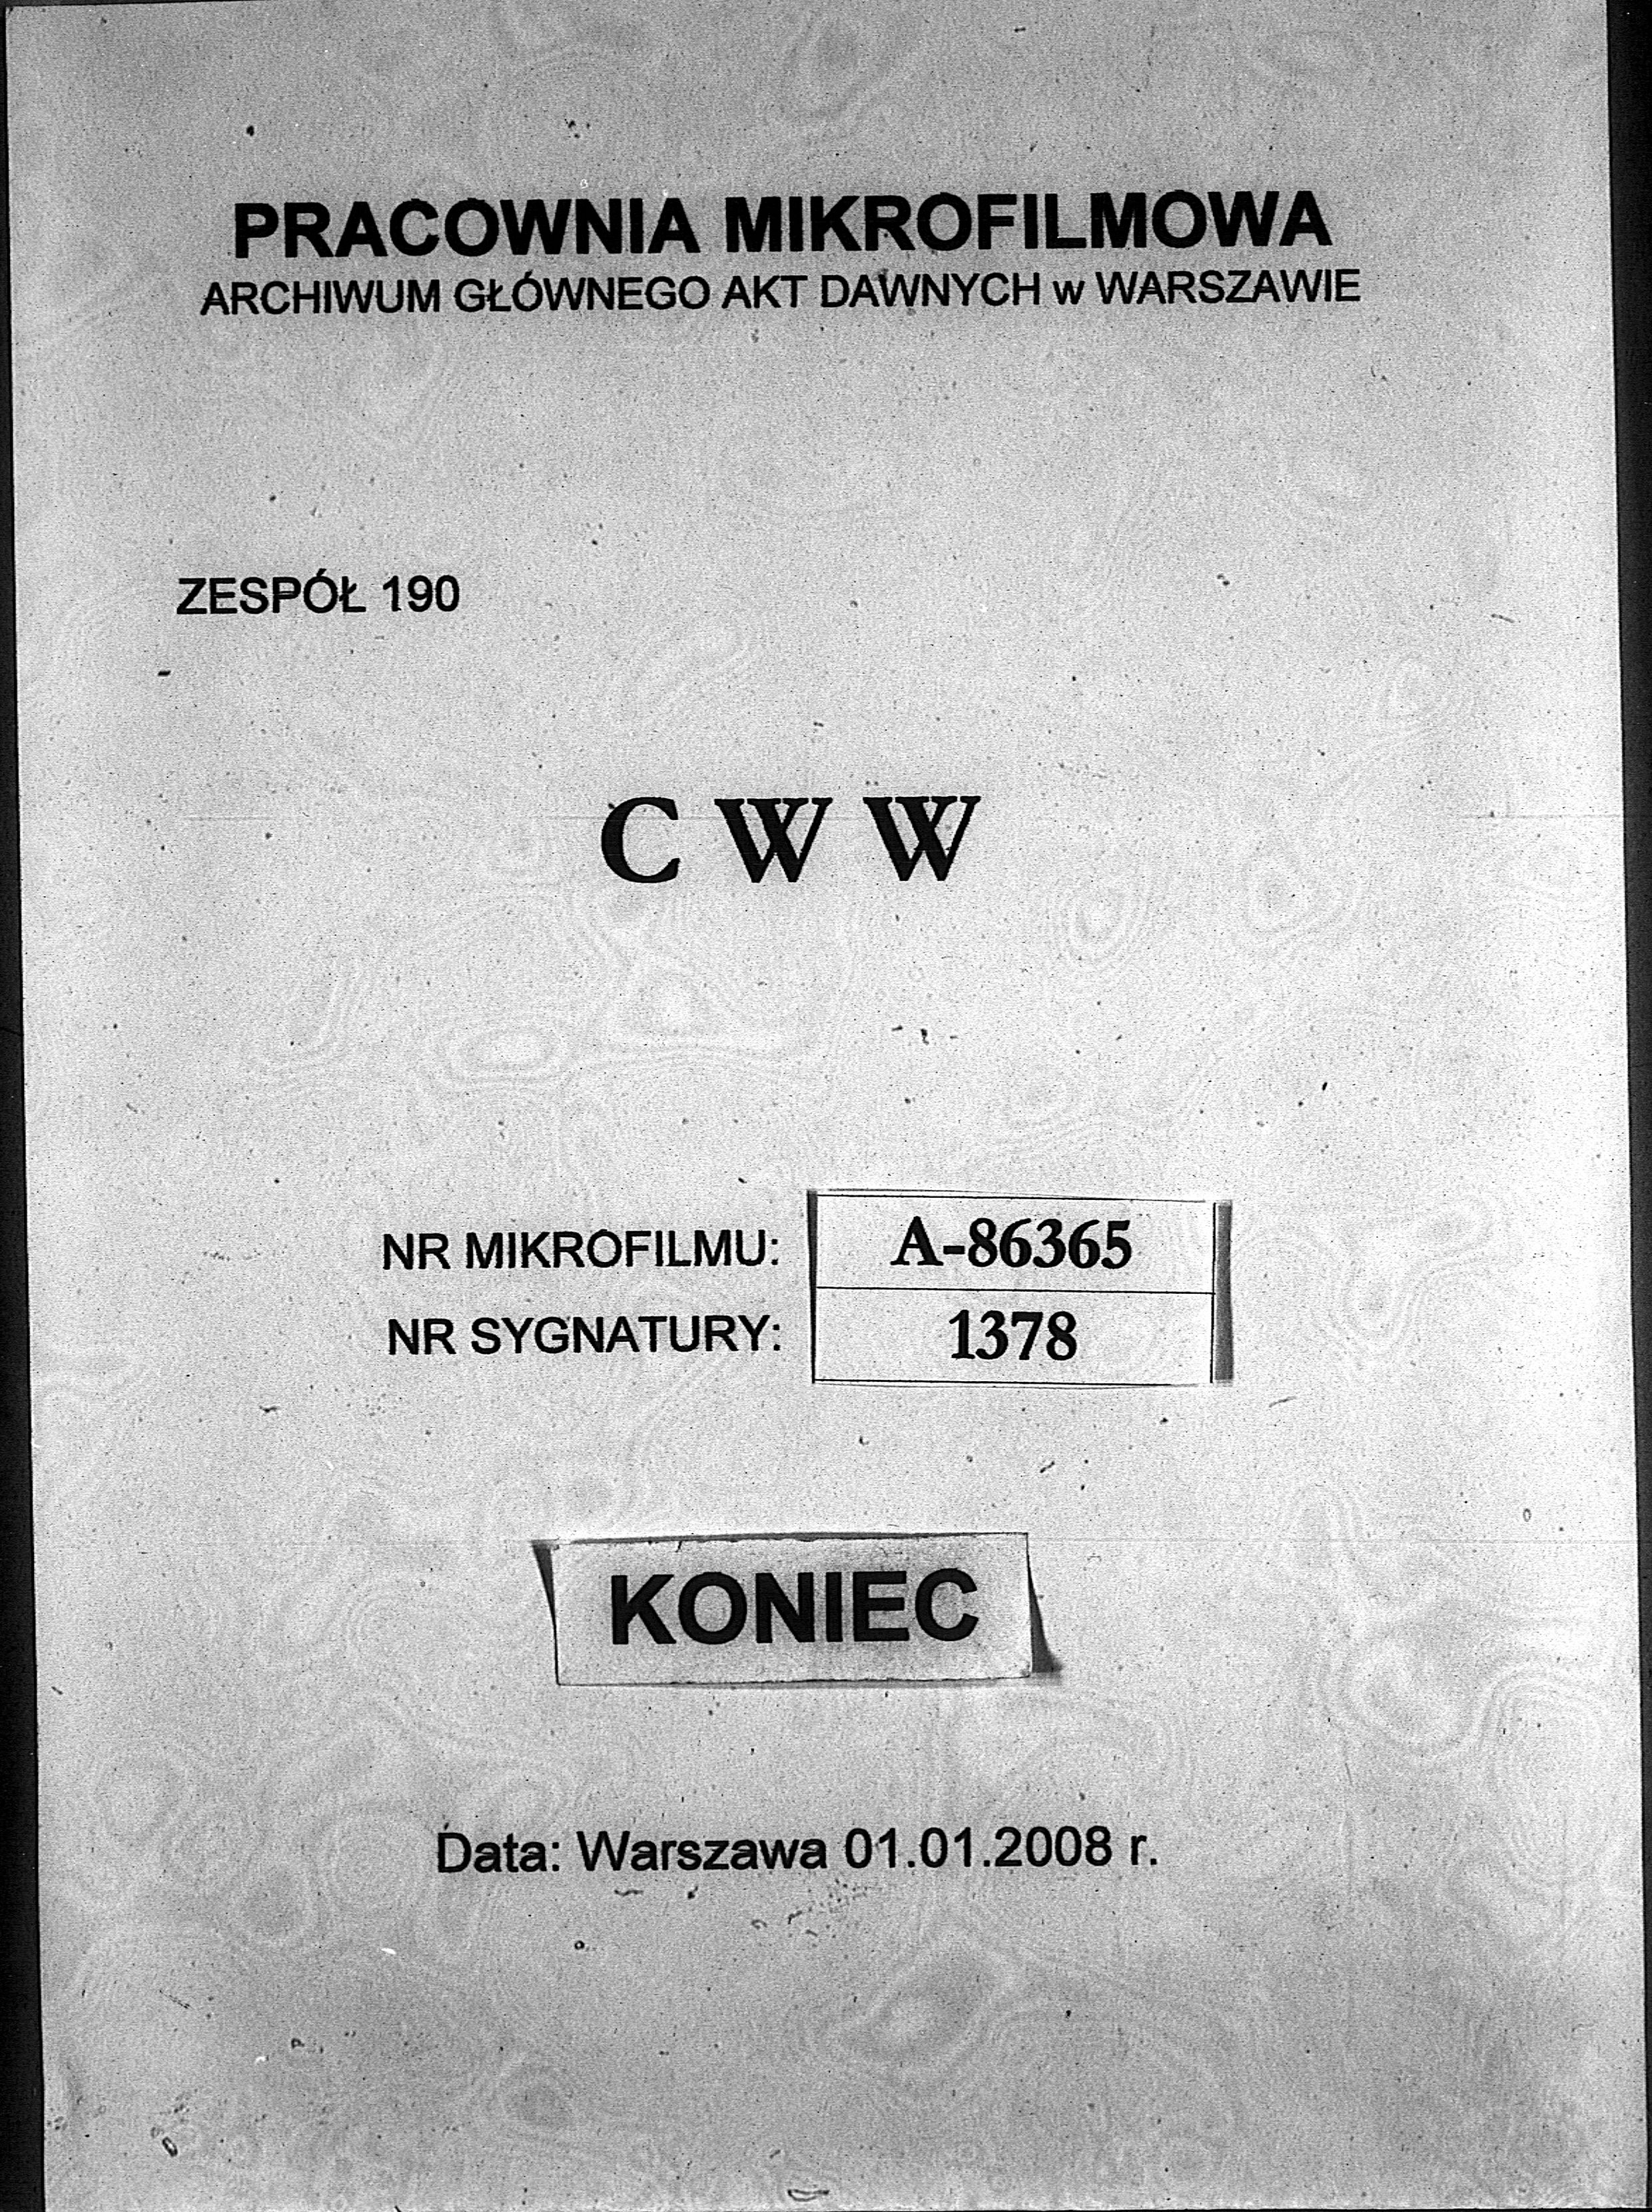 PRACOWNIA MIKROFILMOWA
ARCHIWUM GŁÓWNEGO AKT DAWNYCH w WARSZAWIE
ZESPÓŁ 190
C W W
NR MIKROFILMU: A-86365
NR SYGNATURY: 1378
KONIEC
Data: Warszawa 01.01.2008 r.